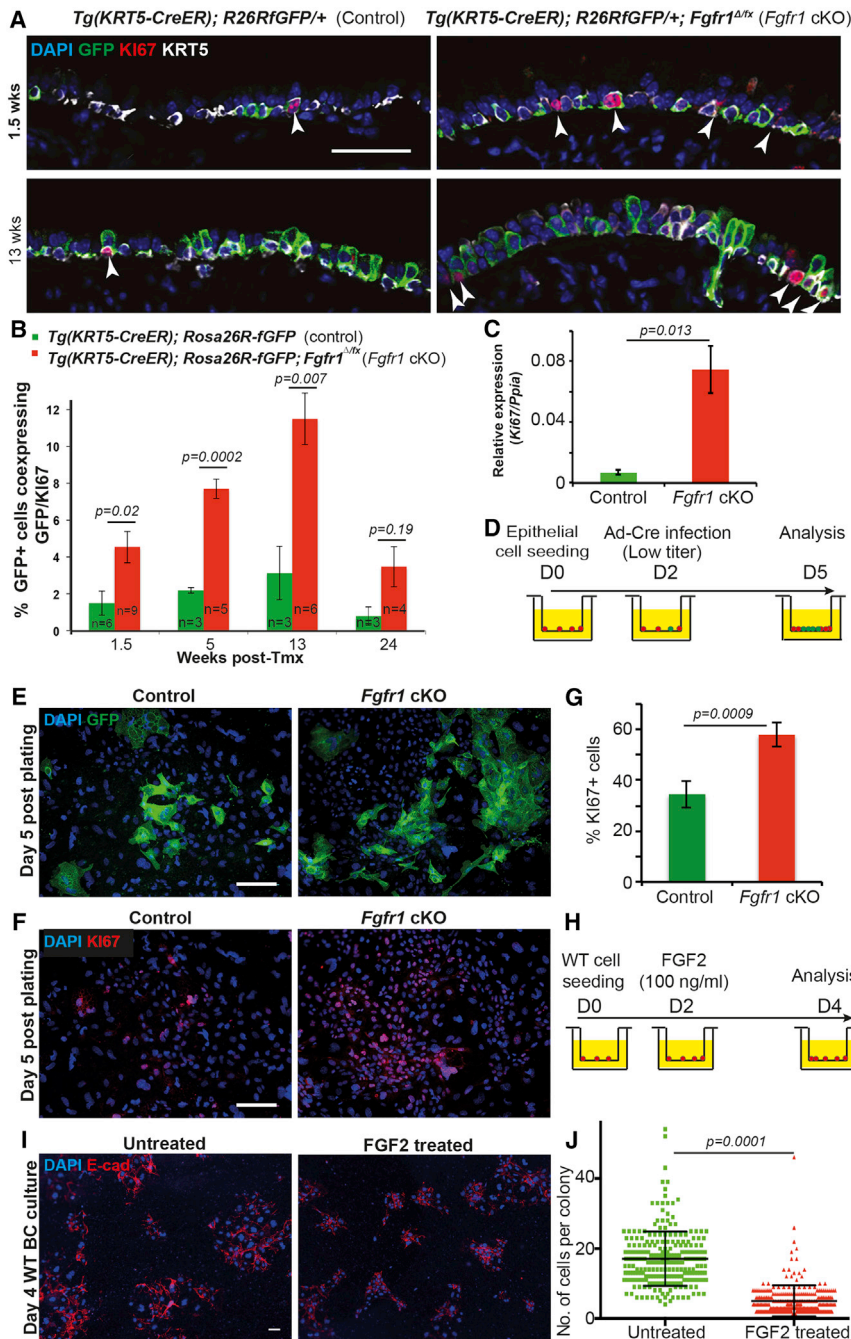 A
Tg(KRT5-CreER); R26RfGFP/+ (Control)
Tg(KRT5-CreER); R26RfGFP/+; Fgfr1Δ/fx (Fgfr1 cKO)
DAPI GFP KI67 KRT5
1.5 wks
13 wks
B
Tg(KRT5-CreER); Rosa26R-fGFP (control)
Tg(KRT5-CreER); Rosa26R-fGFP; Fgfr1Δ/fx (Fgfr1 cKO)
% GFP+ cells coexpressing
GFP/KI67
12
10
8
6
4
2
0
p=0.02
p=0.0002
p=0.007
p=0.19
n=6
n=9
n=3
n=5
n=3
n=6
n=3
n=4
1.5
5
13
24
Weeks post-Tmx
C
Relative expression
(Ki67/Ppia)
p=0.013
0.08
0.04
0
Control
Fgfr1 cKO
D
Epithelial
cell seeding
Ad-Cre infection
(Low titer)
Analysis
D0
D2
D5
E
Control
Fgfr1 cKO
DAPI GFP
Day 5 post plating
F
Control
Fgfr1 cKO
DAPI KI67
Day 5 post plating
G
% KI67+ cells
p=0.0009
60
40
20
0
Control
Fgfr1 cKO
H
WT cell
seeding
FGF2
(100 ng/ml)
Analysis
D0
D2
D4
I
Untreated
FGF2 treated
DAPI E-cad
Day 4 WT BC culture
J
No. of cells per colony
p=0.0001
40
20
0
Untreated
FGF2 treated